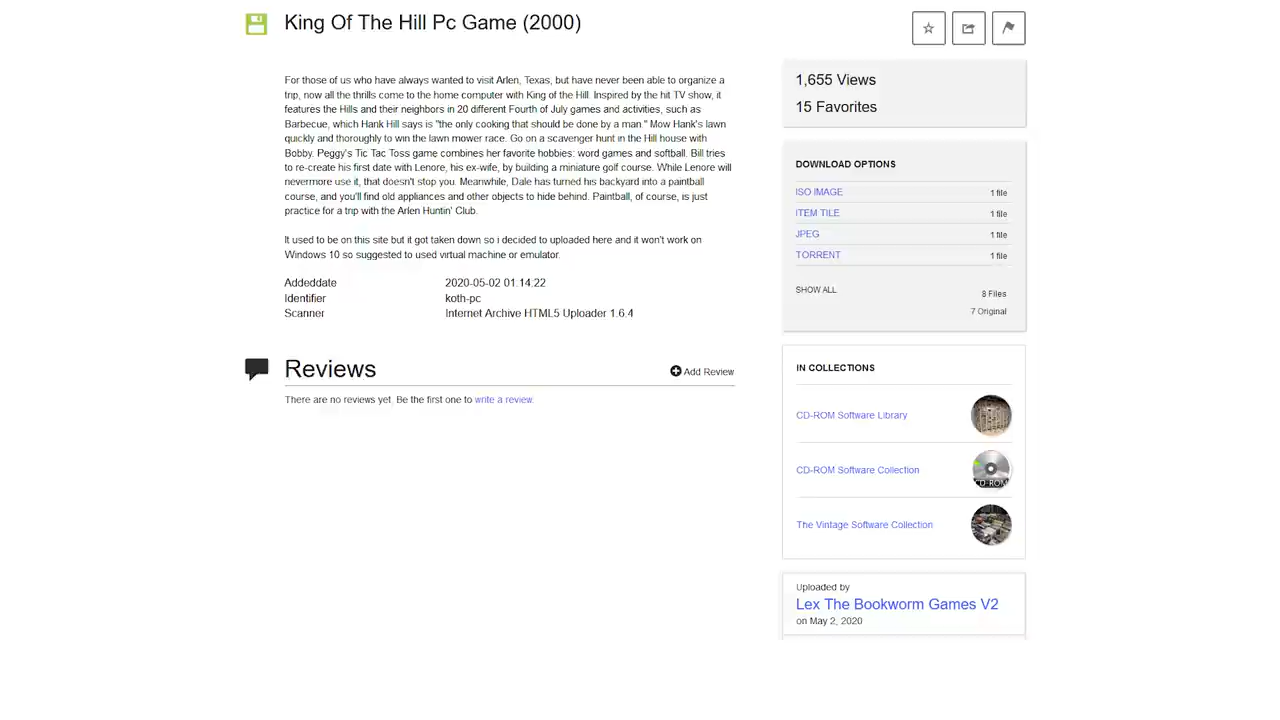 King Of The Hill Pc Game (2000)
For those of us who have always wanted to visit Arlen, Texas, but have never been able to organize a
trip, now all the thrills come to the home computer with King of the Hill. Inspired by the hit TV show, it
features the Hills and their neighbors in 20 different Fourth of July games and activities, such as
Barbecue, which Hank Hill says is "the only cooking that should be done by a man." Mow Hank's lawn
quickly and thoroughly to win the lawn mower race. Go on a scavenger hunt in the Hill house with
Bobby. Peggy's Tic Tac Toss game combines her favorite hobbies: word games and softball. Bill tries
to re-create his first date with Lenore, his ex-wife, by building a miniature golf course. While Lenore will
nevermore use it, that doesn't stop you. Meanwhile, Dale has turned his backyard into a paintball
course, and you'll find old appliances and other objects to hide behind. Paintball, of course, is just
practice for a trip with the Arlen Huntin' Club.
It used to be on this site but it got taken down so i decided to uploaded here and it won't work on
Windows 10 so suggested to used virtual machine or emulator.
Addeddate 2020-05-02 01:14:22
Identifier koth-pc
Scanner Internet Archive HTML5 Uploader 1.6.4
Reviews
Add Review
There are no reviews yet. Be the first one to write a review.
1,655 Views
15 Favorites
DOWNLOAD OPTIONS
ISO IMAGE 1 file
ITEM TILE 1 file
JPEG 1 file
TORRENT 1 file
SHOW ALL 8 Files
7 Original
IN COLLECTIONS
CD-ROM Software Library
CD-ROM Software Collection
CD-ROM
The Vintage Software Collection
Uploaded by
Lex The Bookworm Games V2
on May 2, 2020